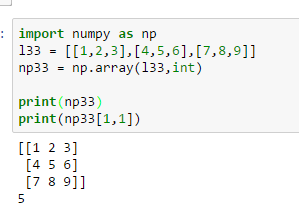 :
import numpy as np
l33 = [[1,2,3],[4,5,6],[7,8,9]]
np33 = np.array(l33,int)
print(np33)
print(np33[1,1])
[[1 2 3]
 [4 5 6]
 [7 8 9]]
5